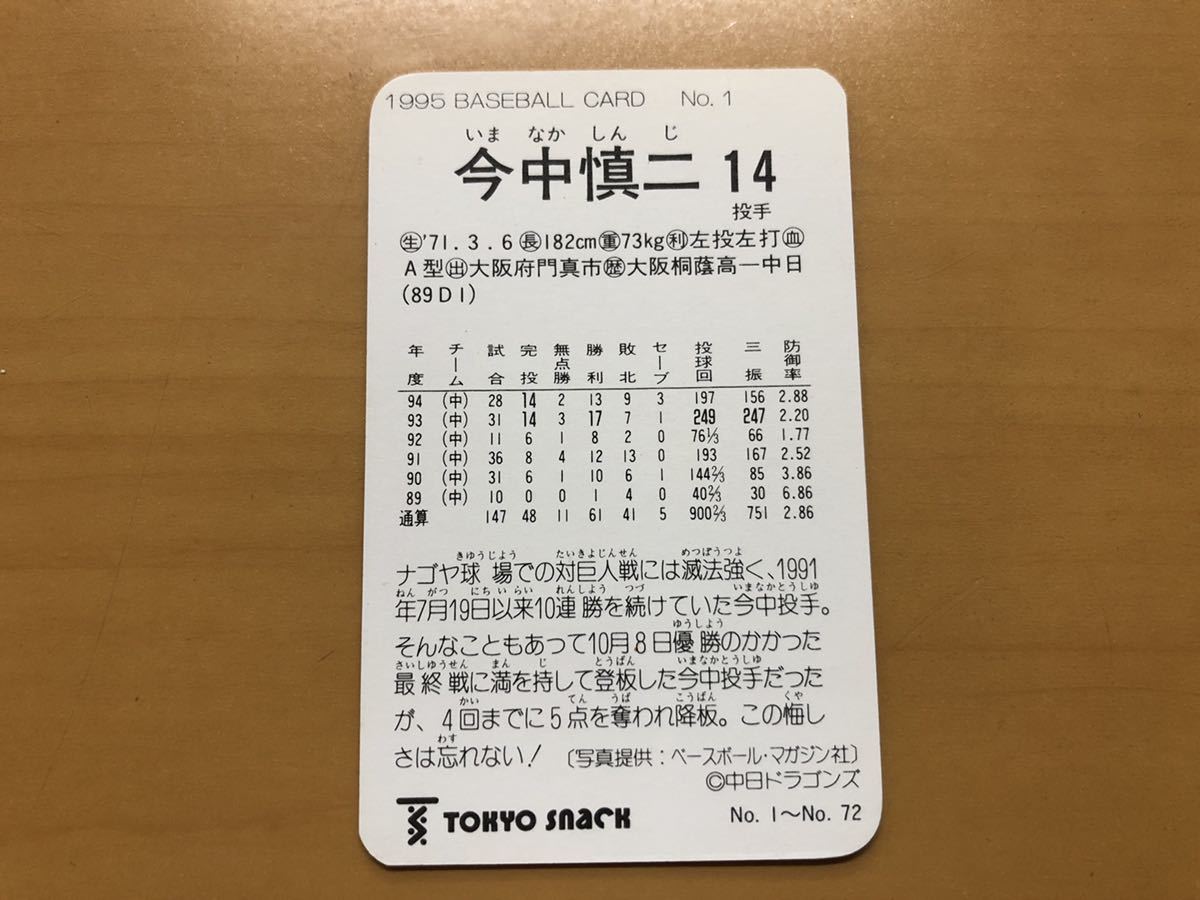 1995 BASEBALL CARD No. 1
いま なか しん じ
今中慎二 14
投手
生'71.3.6長182cm重73kg利左投左打血
A型出大阪府門真市歴大阪桐蔭高ー中日
(89D1)
年度 チーム 試合 完投 無点勝 勝利 敗北 セーブ 投球回 三振 防御率
94 (中) 28 14 2 13 9 3 197 156 2.88
93 (中) 31 14 3 17 7 1 249 247 2.20
92 (中) 11 6 1 8 2 0 76⅓ 66 1.77
91 (中) 36 8 4 12 13 0 193 167 2.52
90 (中) 31 6 1 10 6 1 144⅔ 85 3.86
89 (中) 10 0 0 1 4 0 40⅔ 30 6.86
通算 147 48 11 61 41 5 900⅔ 751 2.86
きゆうじよう たいきよじんせん めつぽうつよ
ナゴヤ球場での対巨人戦には滅法強く、1991
ねん がつ にちいらい れんしよう つづ いまなかとうしゆ
年7月19日以来10連勝を続けていた今中投手。
ゆうしよう
そんなこともあって10月8日優勝のかかった
さいしゆうせん まん じ とうばん いまなかとうしゆ
最終戦に満を持して登板した今中投手だった
かい てん うば こうばん くや
が、4回までに5点を奪われ降板。この悔し
わす
さは忘れない! 〔写真提供:ベースボール・マガジン社〕
©中日ドラゴンズ
TOKYO SNACK No. 1〜No. 72